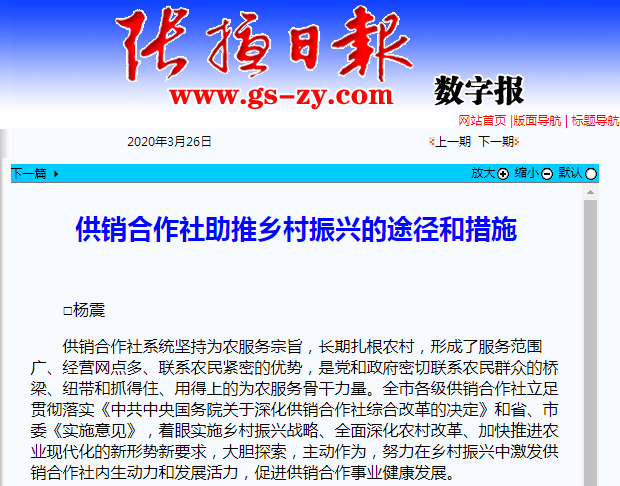 张掖日報
www.gs-zy.com
数字报
网站首页 |版面导航 | 标题导航
2020年3月26日
上一期 下一期
下一篇
放大 缩小 默认
供销合作社助推乡村振兴的途径和措施
□杨震
供销合作社系统坚持为农服务宗旨，长期扎根农村，形成了服务范围
广、经营网点多、联系农民紧密的优势，是党和政府密切联系农民群众的桥
梁、纽带和抓得住、用得上的为农服务骨干力量。全市各级供销合作社立足
贯彻落实《中共中央国务院关于深化供销合作社综合改革的决定》和省、市
委《实施意见》，着眼实施乡村振兴战略、全面深化农村改革、加快推进农
业现代化的新形势新要求，大胆探索，主动作为，努力在乡村振兴中激发供
销合作社内生动力和发展活力，促进供销合作事业健康发展。